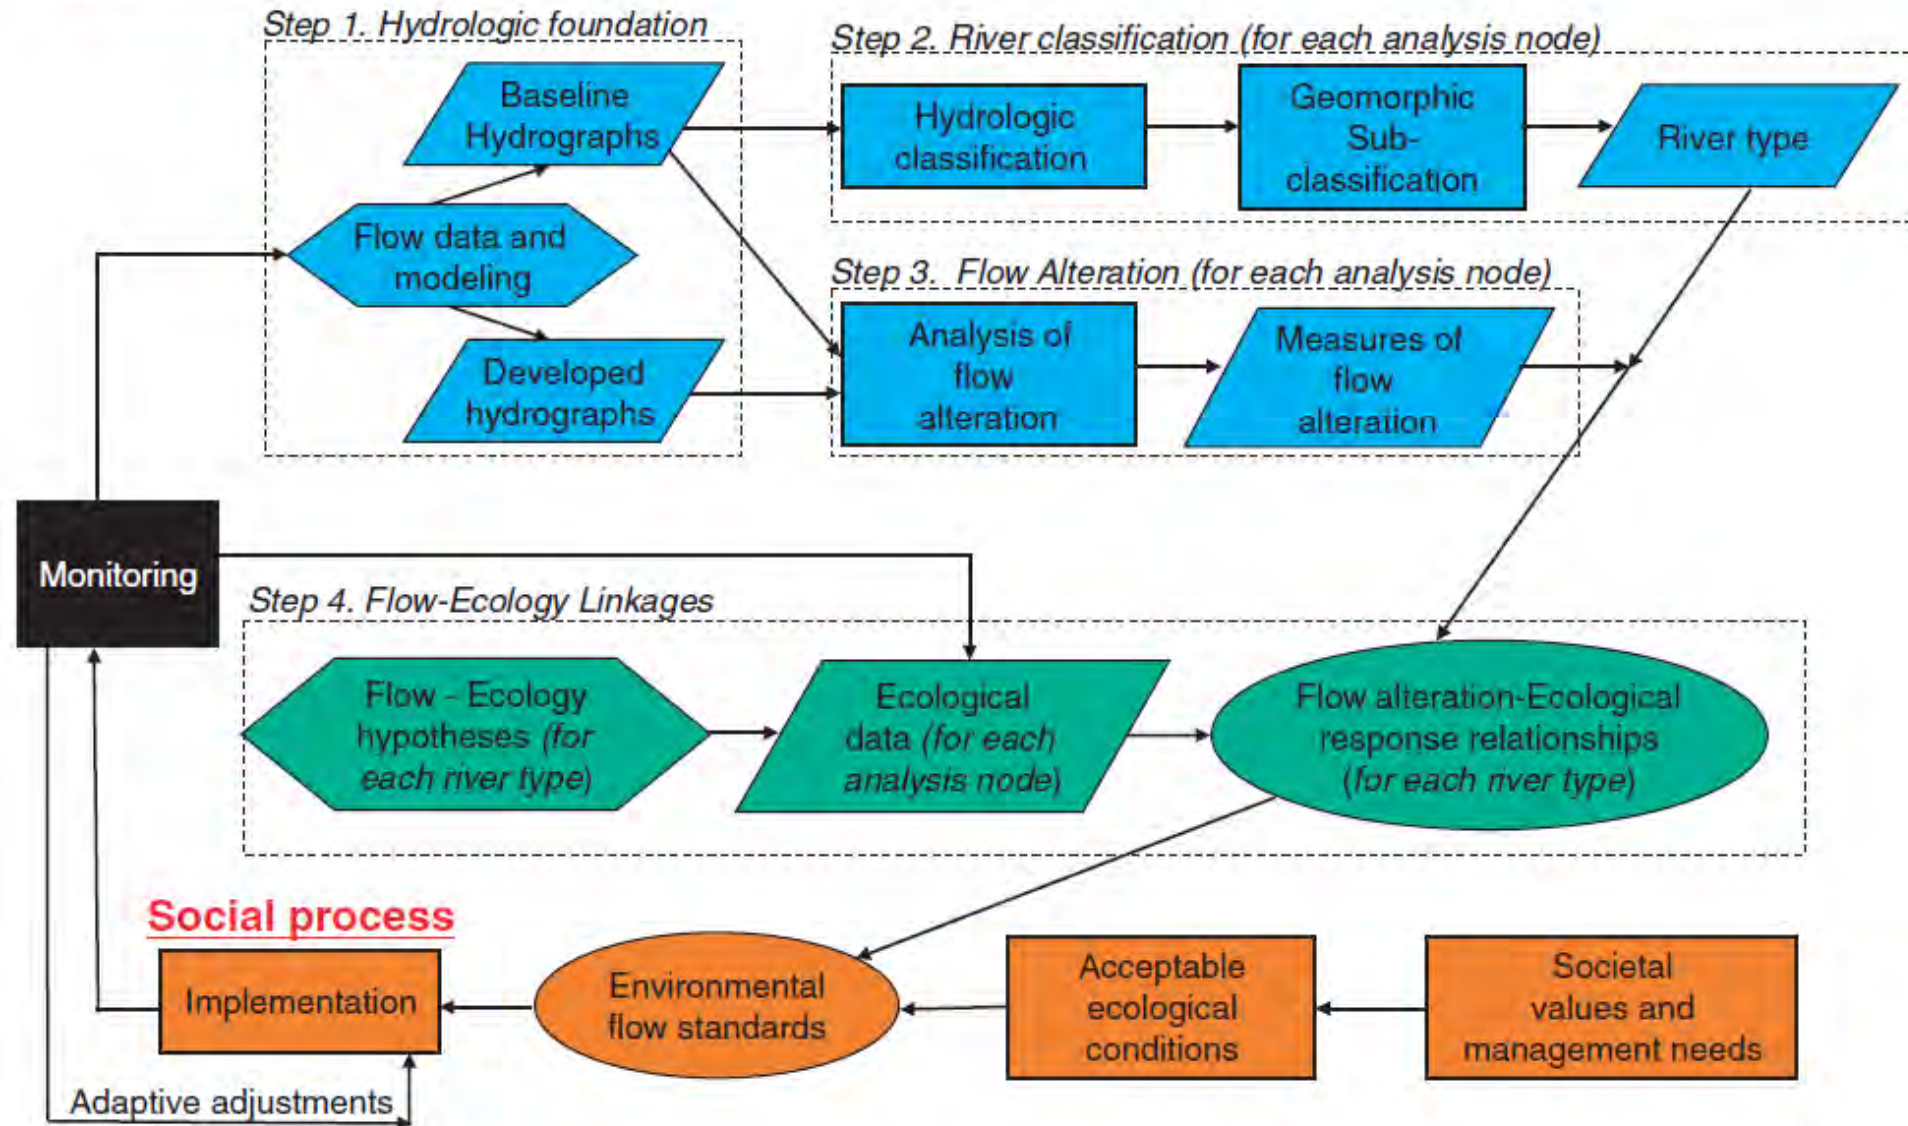 Step 1. Hydrologic foundation
Baseline
Hydrographs
Flow data and
modeling
Developed
hydrographs
Step 2. River classification (for each analysis node)
Hydrologic
classification
Geomorphic
Sub-
classification
River type
Step 3.  Flow Alteration (for each analysis node)
Analysis of
flow
alteration
Measures of
flow
alteration
Monitoring
Step 4. Flow-Ecology Linkages
Flow - Ecology
hypotheses (for
each river type)
Ecological
data (for each
analysis node)
Flow alteration-Ecological
response relationships
(for each river type)
Social process
Implementation
Environmental
flow standards
Acceptable
ecological
conditions
Societal
values and
management needs
Adaptive adjustments